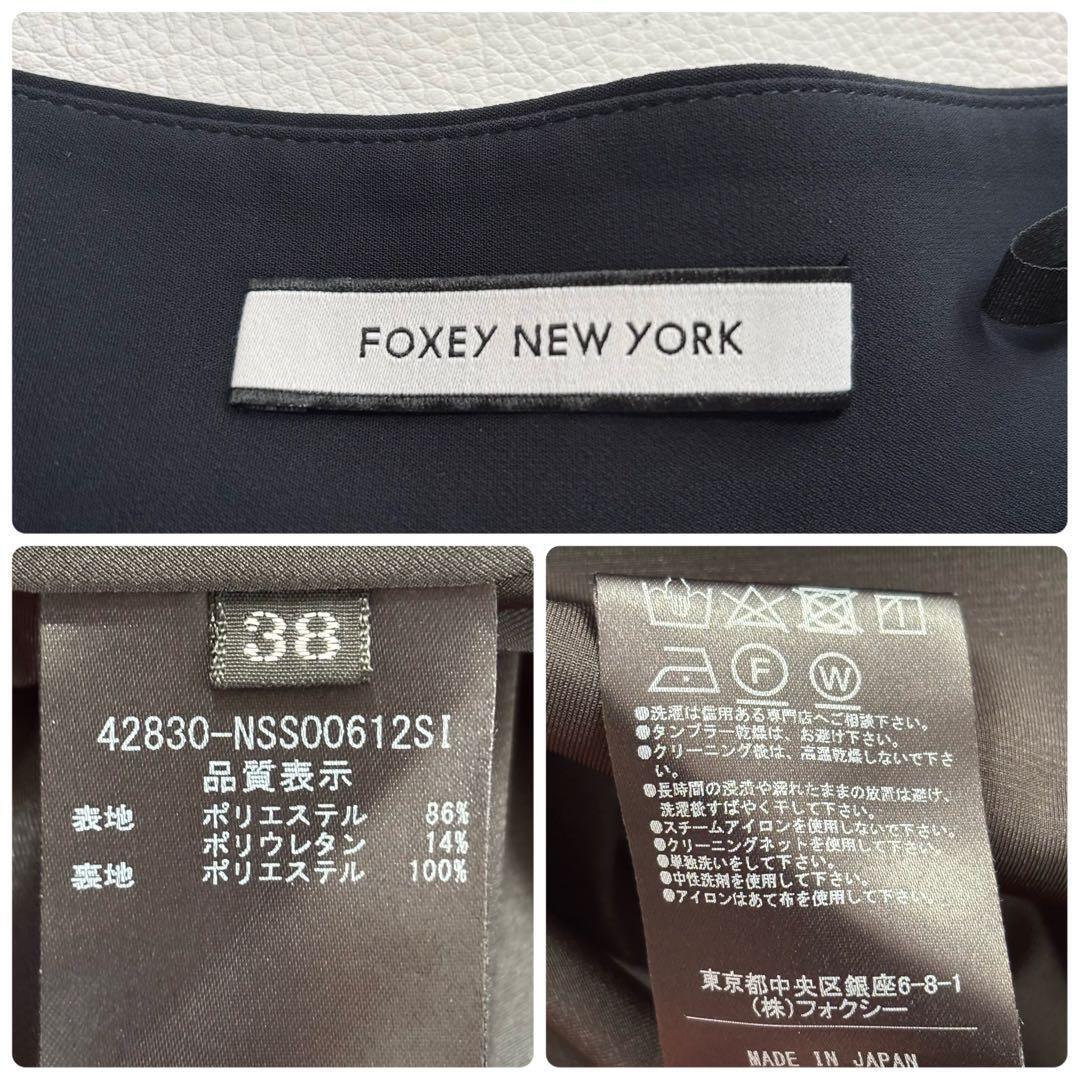 FOXEY NEW YORK
38
42830-NSS00612SI
品質表示
表地 ポリエステル 86%
ポリウレタン 14%
裏地 ポリエステル 100%
F W
●洗濯は信用ある専門店へご相談下さい。
●タンブラー乾燥は、お避け下さい。
●クリーニング後は、高温乾燥しないで下さ
い。
●長時間の浸漬や濡れたままの放置は避け、
洗濯後すばやく干して下さい。
●スチームアイロンを使用しないで下さい。
●クリーニングネットを使用して下さい。
●単独洗いをして下さい。
●中性洗剤を使用して下さい。
●アイロンはあて布を使用して下さい。
東京都中央区銀座6-8-1
(株)フォクシー
MADE IN JAPAN